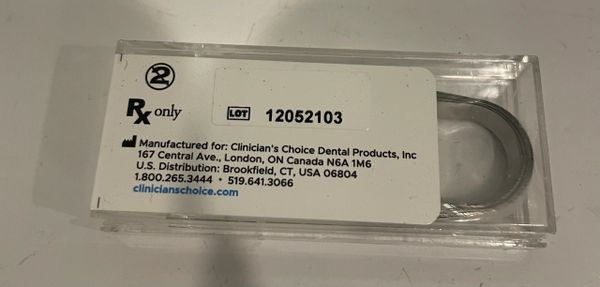 2
Rx only
LOT 12052103
Manufactured for: Clinician's Choice Dental Products, Inc
167 Central Ave., London, ON Canada N6A 1M6
U.S. Distribution: Brookfield, CT, USA 06804
1.800.265.3444 • 519.641.3066
clinicianschoice.com